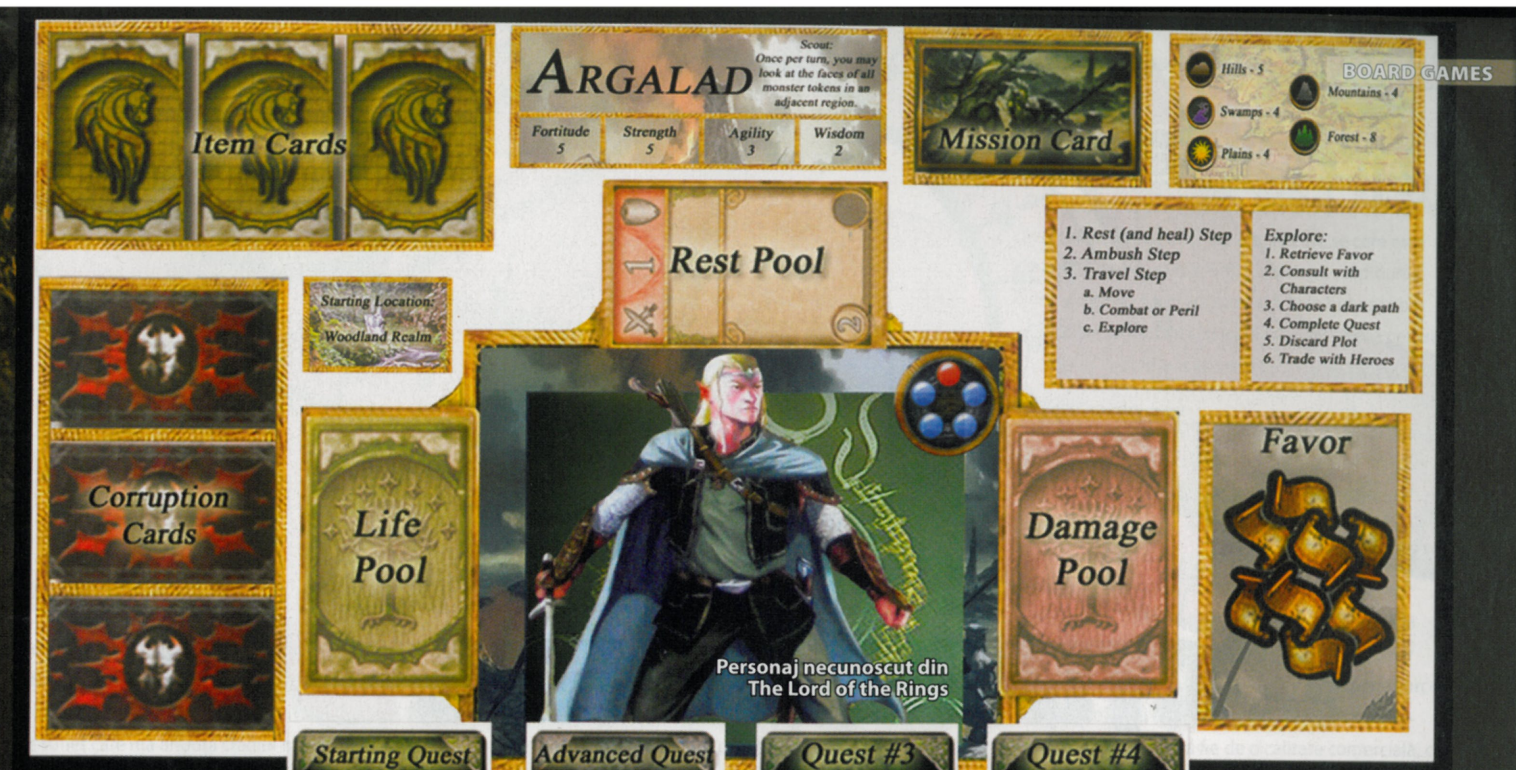 Item Cards
ARGALAD
Scout:
Once per turn, you may
look at the faces of all
monster tokens in an
adjacent region.
Fortitude
5
Strength
5
Agility
3
Wisdom
2
Mission Card
BOARD GAMES
Hills - 5
Swamps - 4
Plains - 4
Mountains - 4
Forest - 8
1
Rest Pool
2
1. Rest (and heal) Step
2. Ambush Step
3. Travel Step
a. Move
b. Combat or Peril
c. Explore
Explore:
1. Retrieve Favor
2. Consult with
Characters
3. Choose a dark path
4. Complete Quest
5. Discard Plot
6. Trade with Heroes
Starting Location:
Woodland Realm
Corruption
Cards
Life
Pool
Damage
Pool
Favor
Personaj necunoscut din
The Lord of the Rings
Starting Quest
Advanced Quest
Quest #3
Quest #4